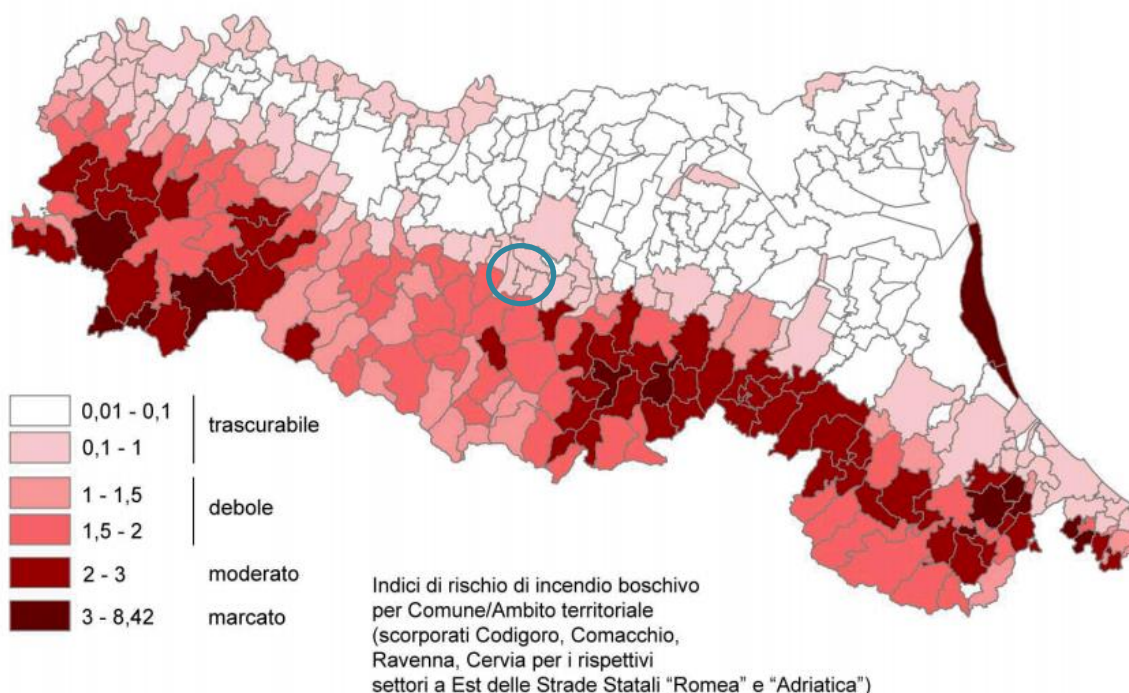 0,01 - 0,1
trascurabile
0,1 - 1
1 - 1,5
debole
1,5 - 2
2 - 3 moderato
3 - 8,42 marcato
Indici di rischio di incendio boschivo
per Comune/Ambito territoriale
(scorporati Codigoro, Comacchio,
Ravenna, Cervia per i rispettivi
settori a Est delle Strade Statali "Romea" e "Adriatica")